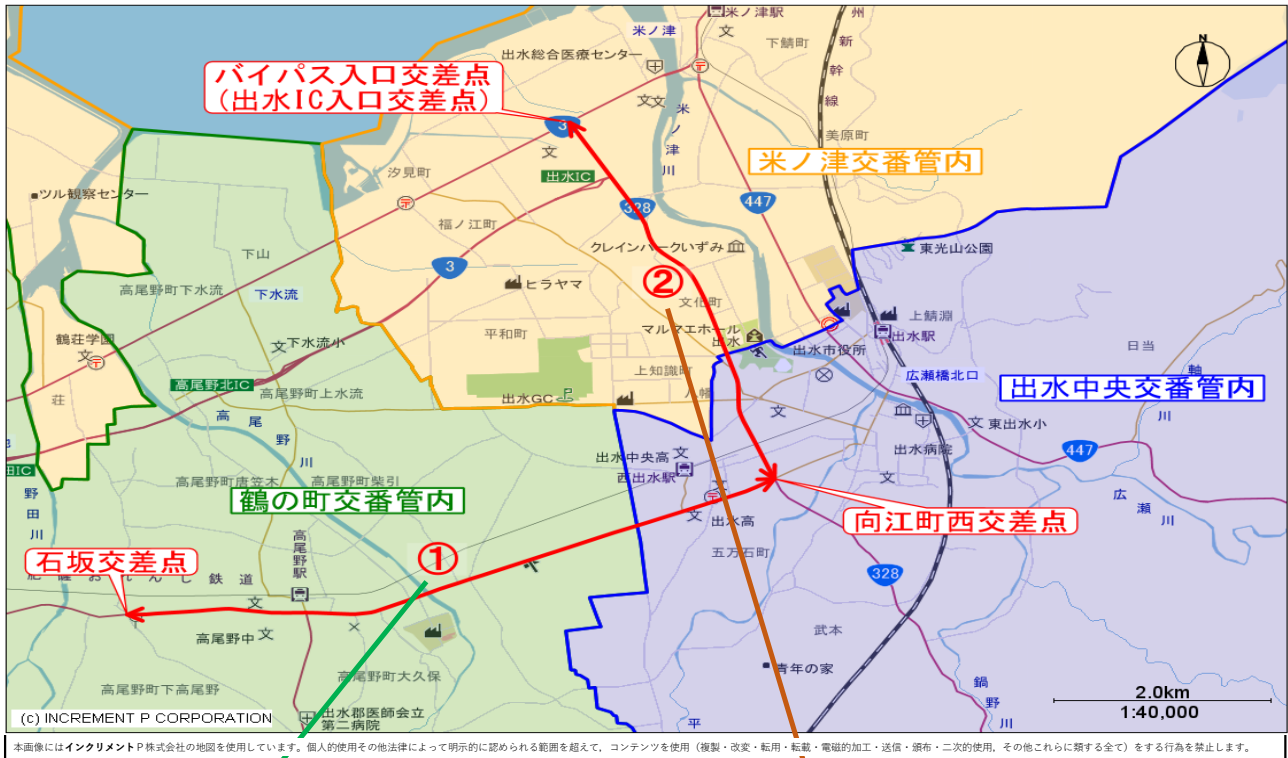 米ノ津駅
米ノ津
文
州
新
幹
線
下鯖町
出水総合医療センター
N
バイパス入口交差点
(出水IC入口交差点)
文文
米
ノ
津
川
3
文
美原町
米ノ津交番管内
汐見町
出水IC
ツル観察センター
328
447
福ノ江町
クレインパークいずみ
東光山公園
下山
3
②
ヒラヤマ
高尾野町下水流
下水流
文化町
上鯖淵
平和町
マルマエホール
出水
出水駅
鶴荘学園
文
文下水流小
出水市役所
日当
上知識町
広瀬橋北口
軸
川
高尾野北IC
高尾野町上水流
八幡
出水中央交番管内
荘
出水GC
文
文東出水小
高
尾
野
川
出水中央高 文
出水病院
447
西出水駅
文
文
広
瀬
川
田IC
高尾野町唐笠木
高尾野町柴引
野
田
川
鶴の町交番管内
文 出水高
向江町西交差点
高
尾
野
駅
石坂交差点
①
五万石町
328
肥薩おれんじ鉄道
文
高尾野中 文
武本
青年の家
高尾野町大久保
高尾野町下高尾野
鍋
野
川
2.0km
1:40,000
(c) INCREMENT P CORPORATION
出水郡医師会立
第二病院
平
本画像にはインクリメントP株式会社の地図を使用しています。個人的使用その他法律によって明示的に認められる範囲を超えて,コンテンツを使用(複製・改変・転用・転載・電磁的加工・送信・頒布・二次的使用,その他これらに類する全て)をする行為を禁止します。